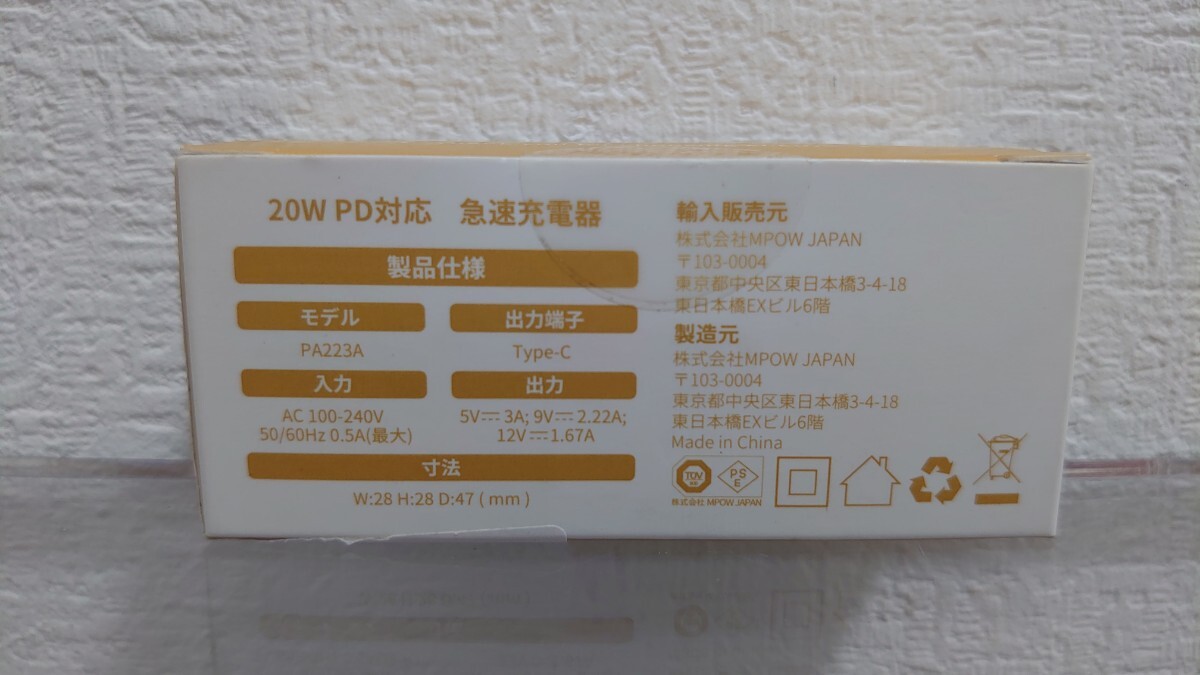 20W PD対応　急速充電器
製品仕様
モデル
出力端子
PA223A
Type-C
入力
出力
AC 100-240V
50/60Hz 0.5A(最大)
5V⎓3A; 9V⎓2.22A;
12V⎓1.67A
寸法
W:28 H:28 D:47 ( mm )
輸入販売元
株式会社MPOW JAPAN
〒103-0004
東京都中央区東日本橋3-4-18
東日本橋EXビル6階
製造元
株式会社MPOW JAPAN
〒103-0004
東京都中央区東日本橋3-4-18
東日本橋EXビル6階
Made in China
TÜV
PS
E
株式会社 MPOW JAPAN